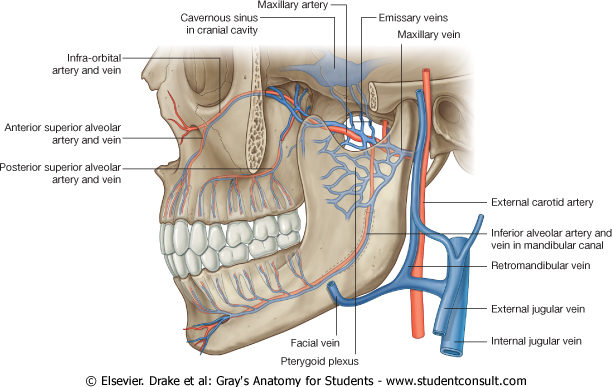 Maxillary artery
Cavernous sinus
in cranial cavity
Emissary veins
Maxillary vein
Infra-orbital
artery and vein
Anterior superior alveolar
artery and vein
Posterior superior alveolar
artery and vein
External carotid artery
Inferior alveolar artery and
vein in mandibular canal
Retromandibular vein
External jugular vein
Internal jugular vein
Facial vein
Pterygoid plexus
© Elsevier. Drake et al: Gray's Anatomy for Students - www.studentconsult.com